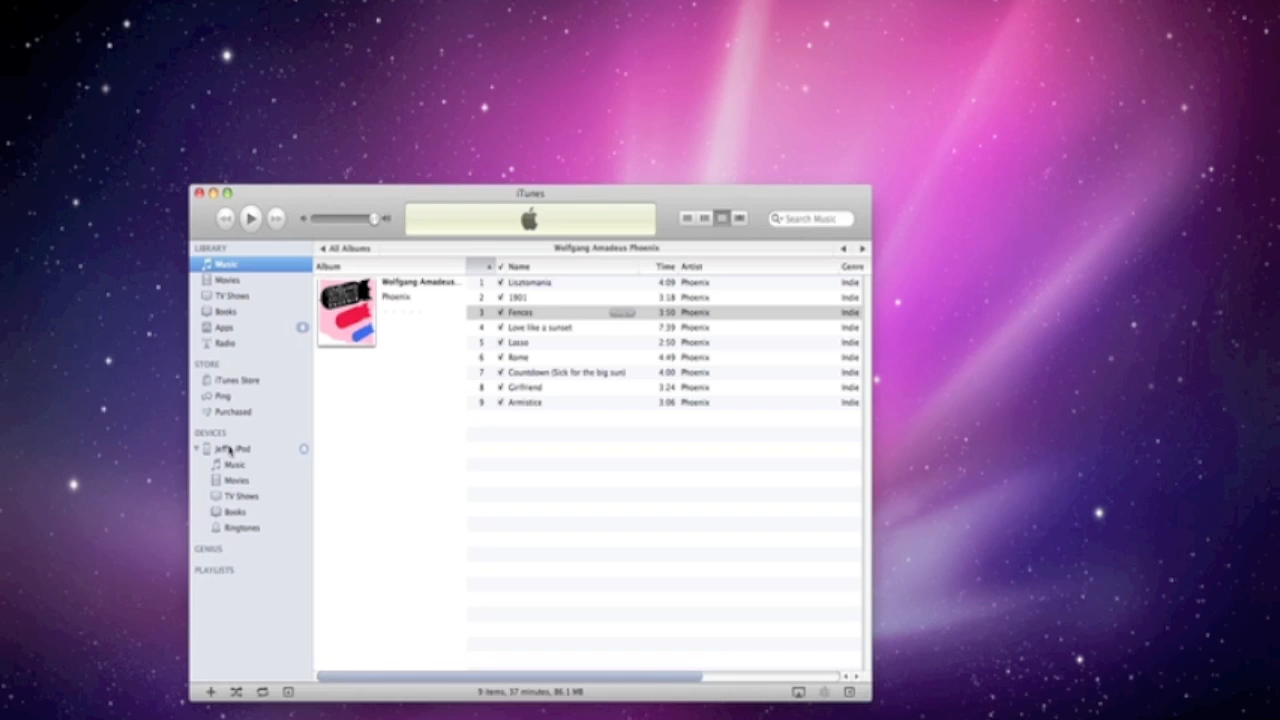 iTunes
Search Music
LIBRARY
Music
Movies
TV Shows
Books
Apps
Radio
STORE
iTunes Store
Ping
Purchased
DEVICES
iPod
Music
Movies
TV Shows
Books
Ringtones
GENIUS
PLAYLISTS
All Albums
Wolfgang Amadeus Phoenix
Album Name Time Artist Genre
Wolfgang Amadeus...
Phoenix
1 Lisztomania 4:09 Phoenix Indie
2 1901 3:18 Phoenix Indie
3 Fences 3:50 Phoenix Indie
4 Love like a sunset 7:39 Phoenix Indie
5 Lasso 2:50 Phoenix Indie
6 Rome 4:49 Phoenix Indie
7 Countdown (Sick for the big sun) 4:00 Phoenix Indie
8 Girlfriend 3:24 Phoenix Indie
9 Armistice 3:06 Phoenix Indie
9 items, 37 minutes, 86.1 MB